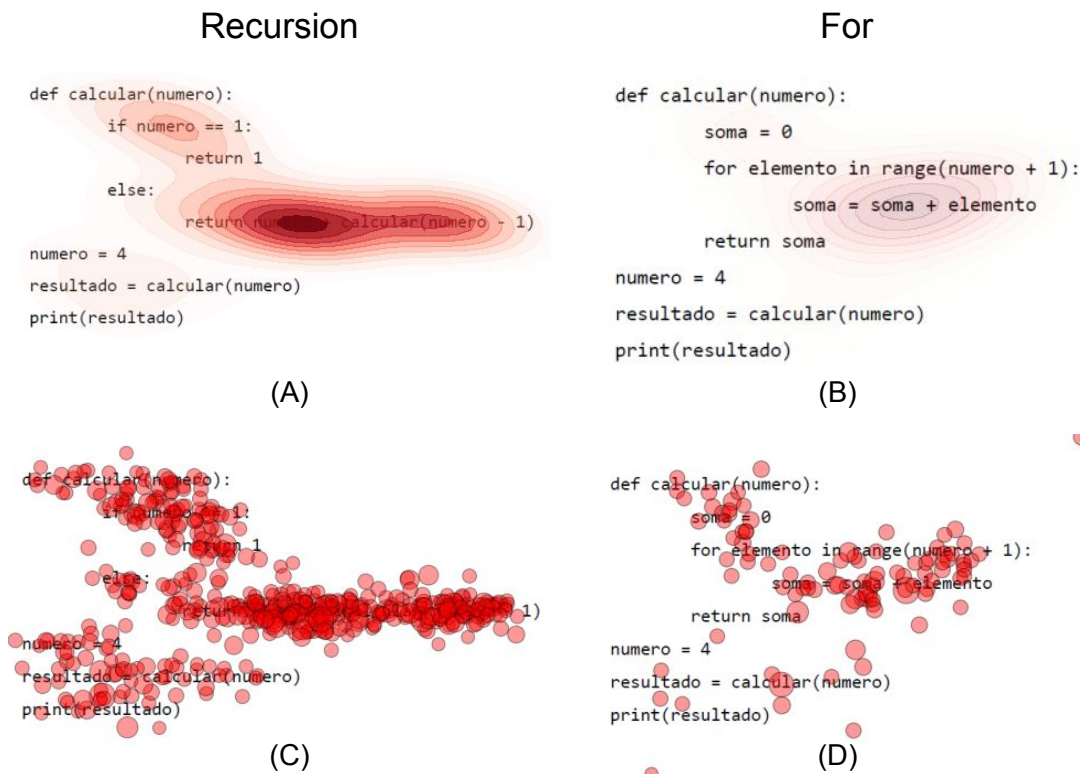 Recursion
For
def calcular(numero):
if numero == 1:
return 1
else:
return calcular(numero - 1)
numero = 4
resultado = calcular(numero)
print(resultado)
(A)
def calcular(numero):
soma = 0
for elemento in range(numero + 1):
soma = soma + elemento
return soma
numero = 4
resultado = calcular(numero)
print(resultado)
(B)
def calcular(numero):
if numero == 1:
return 1
else:
return 1)
numero = 4
resultado = calcular(numero)
print(resultado)
(C)
def calcular(numero):
soma = 0
for elemento in range(numero + 1):
soma = soma + elemento
return soma
numero = 4
resultado = calcular(numero)
print(resultado)
(D)